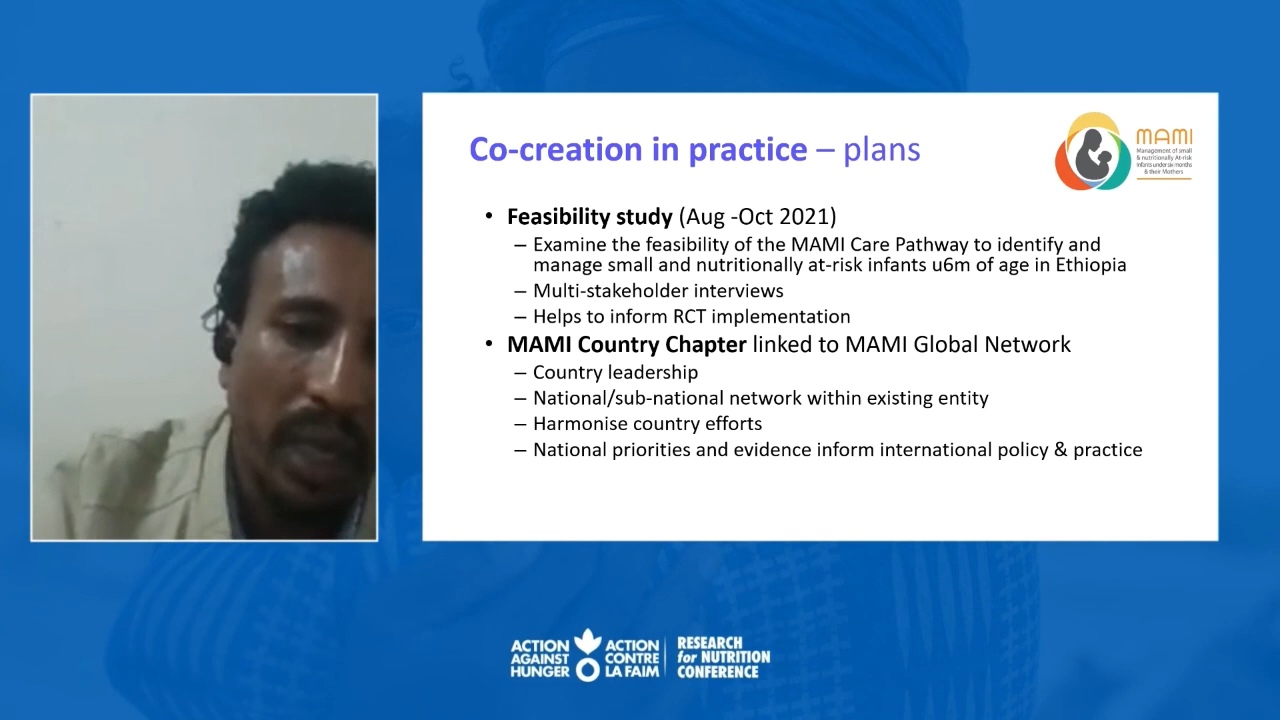 Co-creation in practice – plans
MAMI
Management of small
& nutritionally At-risk
Infants under six months
& their Mothers
• Feasibility study (Aug -Oct 2021)
– Examine the feasibility of the MAMI Care Pathway to identify and
manage small and nutritionally at-risk infants u6m of age in Ethiopia
– Multi-stakeholder interviews
– Helps to inform RCT implementation
• MAMI Country Chapter linked to MAMI Global Network
– Country leadership
– National/sub-national network within existing entity
– Harmonise country efforts
– National priorities and evidence inform international policy & practice
ACTION
AGAINST
HUNGER
ACTION
CONTRE
LA FAIM
RESEARCH
for NUTRITION
CONFERENCE